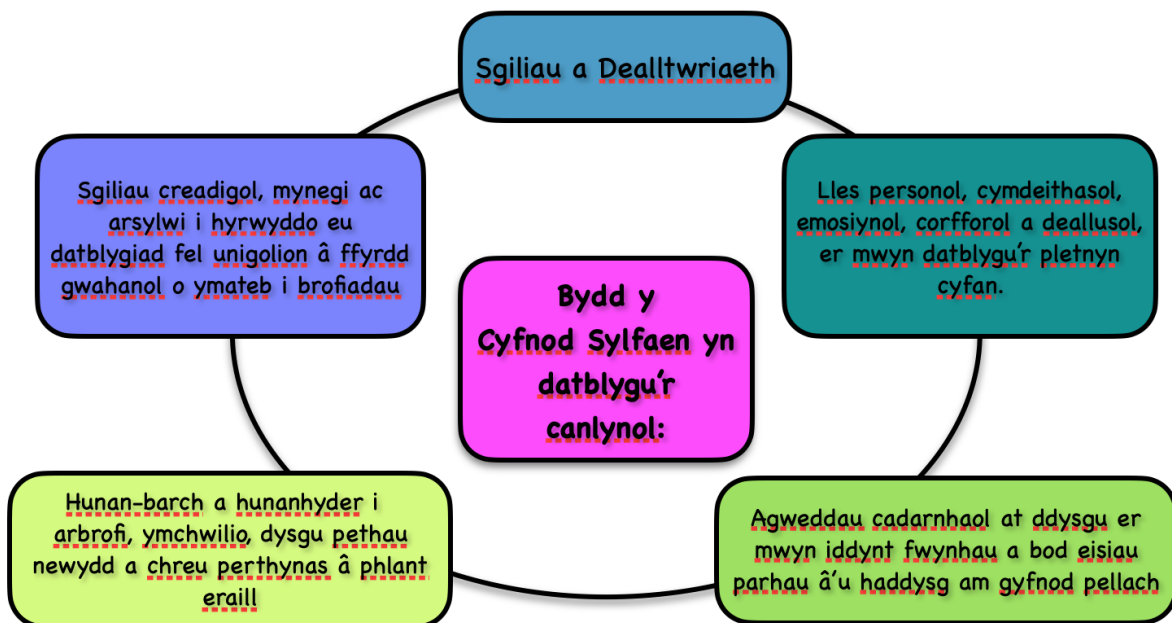 Sgiliau a Dealltwriaeth
Sgiliau creadigol, mynegi ac
arsylwi i hyrwyddo eu
datblygiad fel unigolion â ffyrdd
gwahanol o ymateb i brofiadau
Lles personol, cymdeithasol,
emosiynol, corfforol a deallusol,
er mwyn datblygu'r pletnyn
cyfan.
Bydd y
Cyfnod Sylfaen yn
datblygu'r
canlynol:
Hunan-barch a hunanhyder i
arbrofi, ymchwilio, dysgu pethau
newydd a chreu perthynas â phlant
eraill
Agweddau cadarnhaol at ddysgu er
mwyn iddynt fwynhau a bod eisiau
parhau â'u haddysg am gyfnod pellach